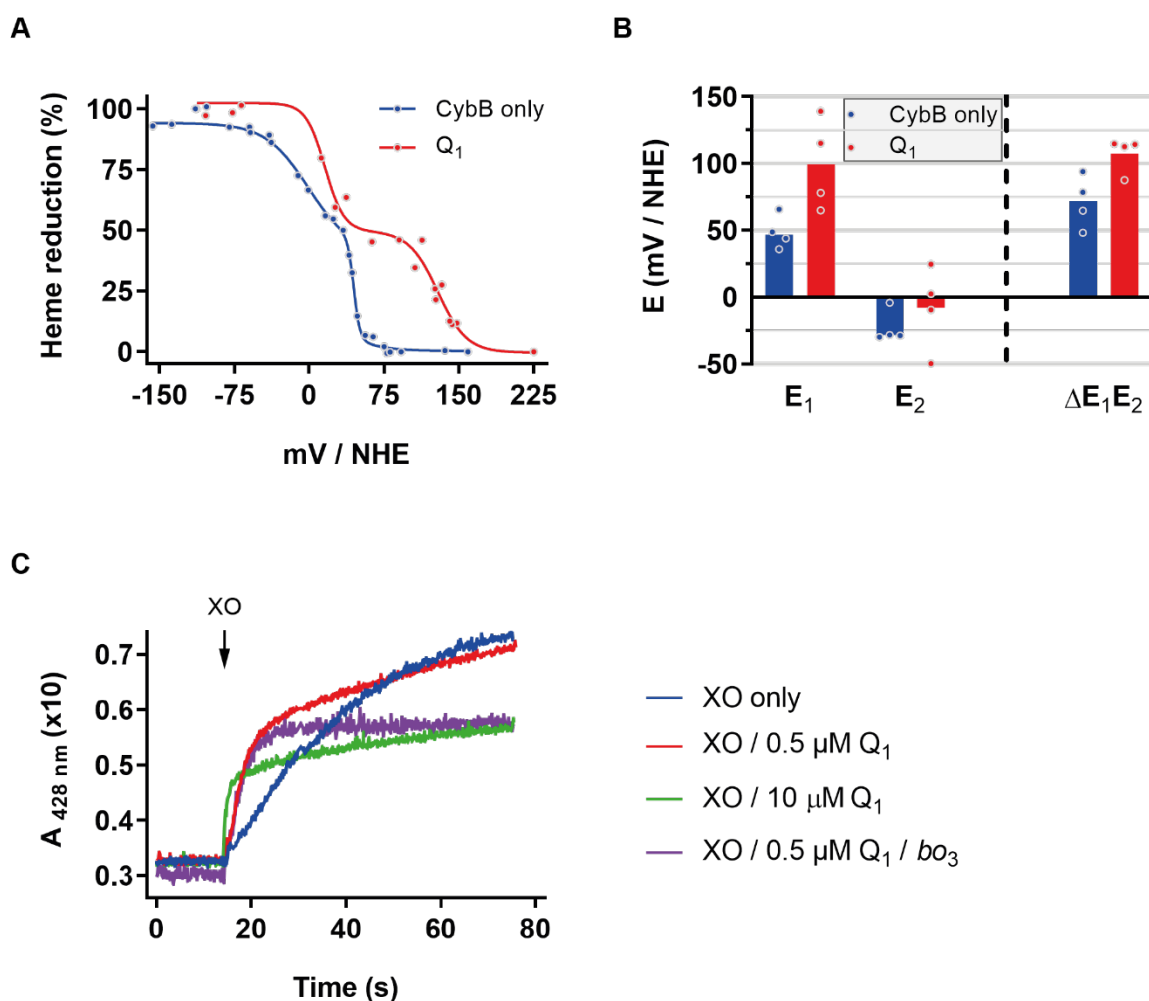 A
Heme reduction (%)
100
75
50
25
0
-150 -75 0 75 150 225
mV / NHE
CybB only
Q₁
B
E (mV / NHE)
150
100
50
0
-50
CybB only
Q₁
E₁ E₂ ΔE₁E₂
C
XO
A 428 nm (x10)
0.7
0.6
0.5
0.4
0.3
0 20 40 60 80
Time (s)
XO only
XO / 0.5 µM Q₁
XO / 10 µM Q₁
XO / 0.5 µM Q₁ / bo₃